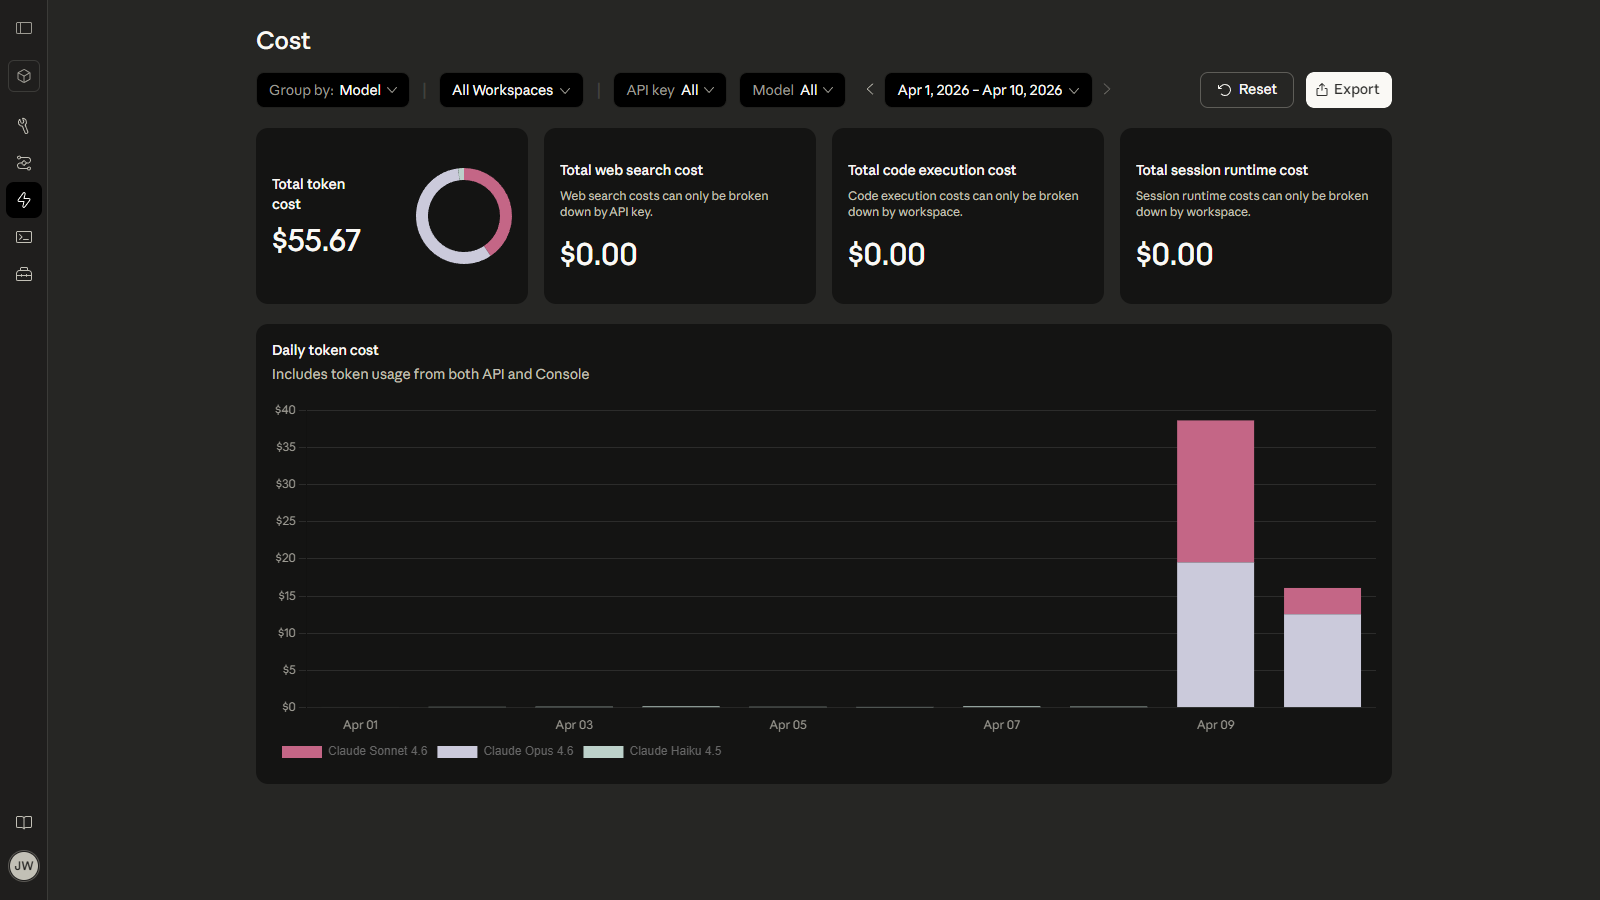 Cost
Group by: Model
All Workspaces
API key All
Model All
Apr 1, 2026 – Apr 10, 2026
Reset
Export
Total token
cost
$55.67
Total web search cost
Web search costs can only be broken
down by API key.
$0.00
Total code execution cost
Code execution costs can only be broken
down by workspace.
$0.00
Total session runtime cost
Session runtime costs can only be broken
down by workspace.
$0.00
Daily token cost
Includes token usage from both API and Console
$40
$35
$30
$25
$20
$15
$10
$5
$0
Apr 01
Apr 03
Apr 05
Apr 07
Apr 09
Claude Sonnet 4.6
Claude Opus 4.6
Claude Haiku 4.5
JW